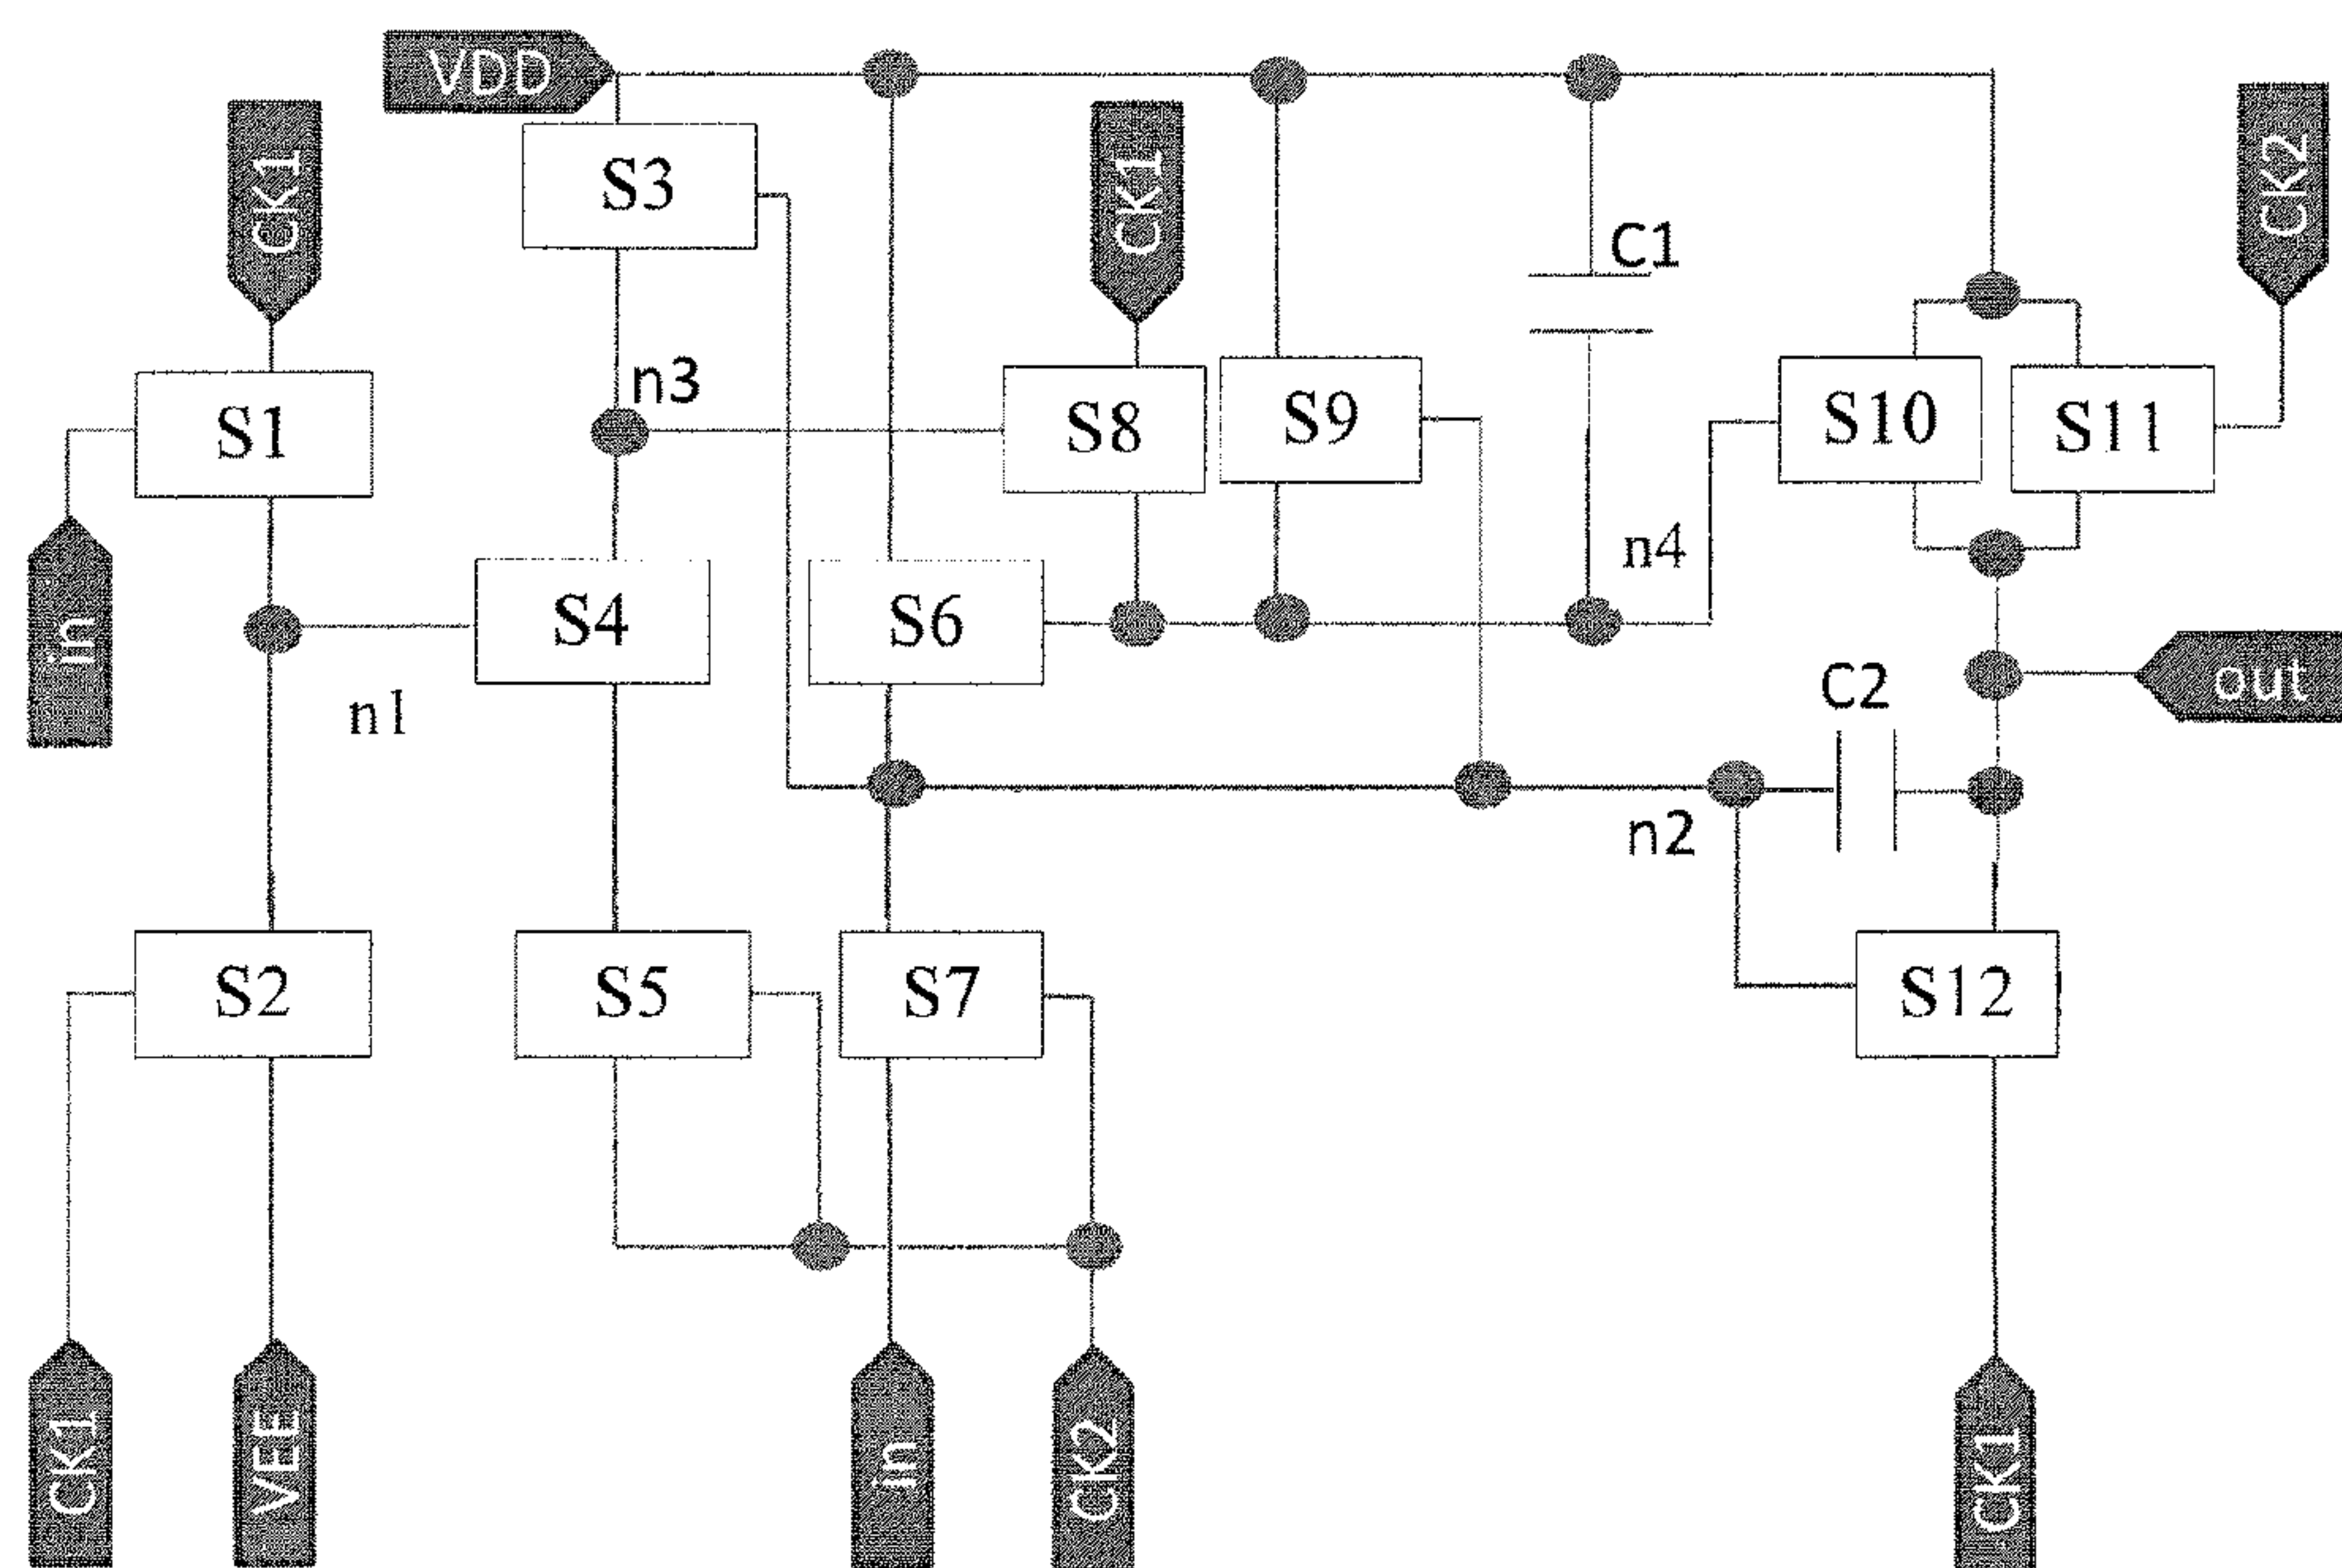 VDD
CK1
CK1
CK2
S3
C1
n3
S1
S8
S9
S10
S11
in
n4
S4
S6
n1
out
C2
n2
S2
S5
S7
S12
CK1
VEE
in
CK2
CK1